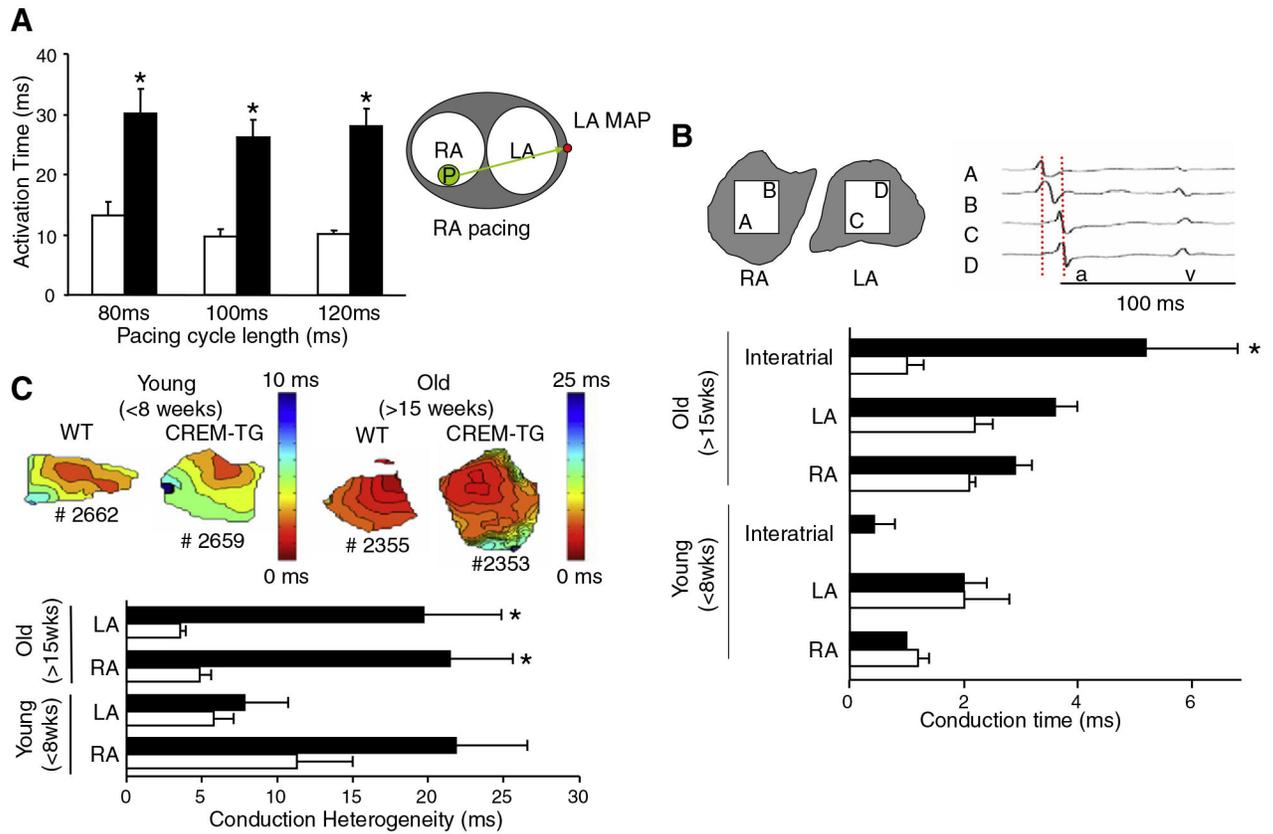 A
40
30
20
10
0
Activation Time (ms)
*
*
*
80ms 100ms 120ms
Pacing cycle length (ms)
RA LA
P
LA MAP
RA pacing
B
B
A
D
C
RA LA
A
B
C
D
a v
100 ms
Old
(>15wks)
Interatrial
*
LA
RA
Young
(<8wks)
Interatrial
LA
RA
0 2 4 6
Conduction time (ms)
C
Young
(<8 weeks)
10 ms
Old
(>15 weeks)
25 ms
WT CREM-TG
WT CREM-TG
# 2662
# 2659
# 2355
#2353
0 ms
0 ms
Old
(>15wks)
LA
*
RA
*
Young
(<8wks)
LA
RA
0 5 10 15 20 25 30
Conduction Heterogeneity (ms)